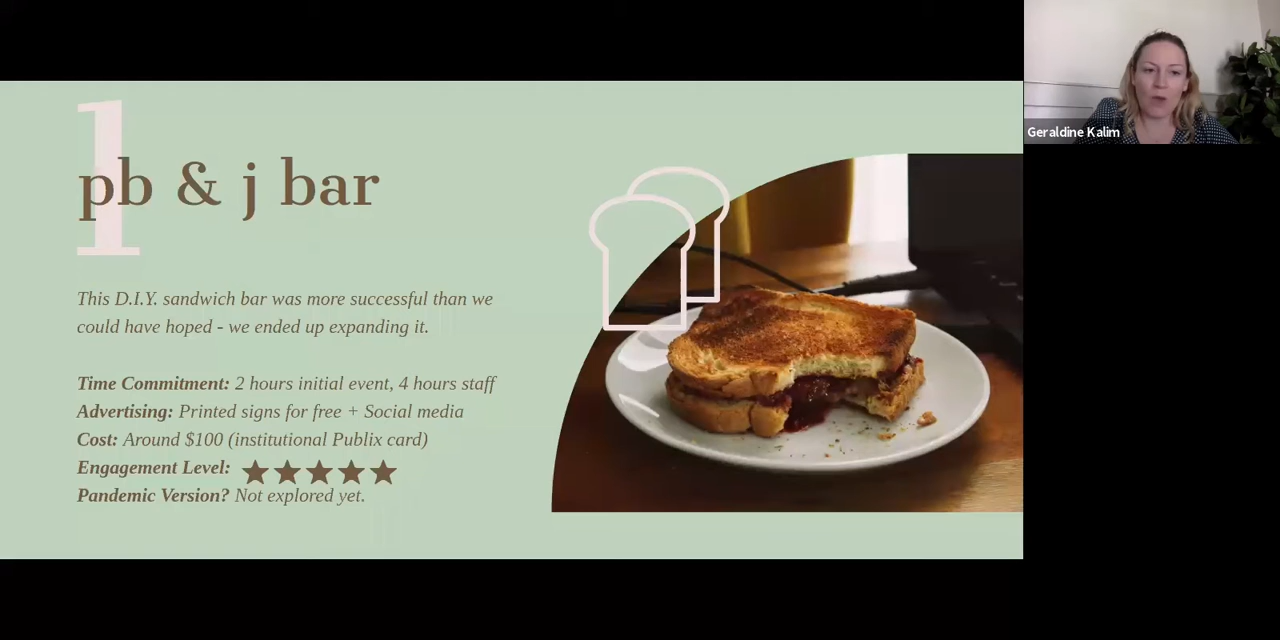 1
pb & j bar
This D.I.Y. sandwich bar was more successful than we
could have hoped - we ended up expanding it.
Time Commitment: 2 hours initial event, 4 hours staff
Advertising: Printed signs for free + Social media
Cost: Around $100 (institutional Publix card)
Engagement Level: ★★★★★
Pandemic Version? Not explored yet.
Geraldine Kalim